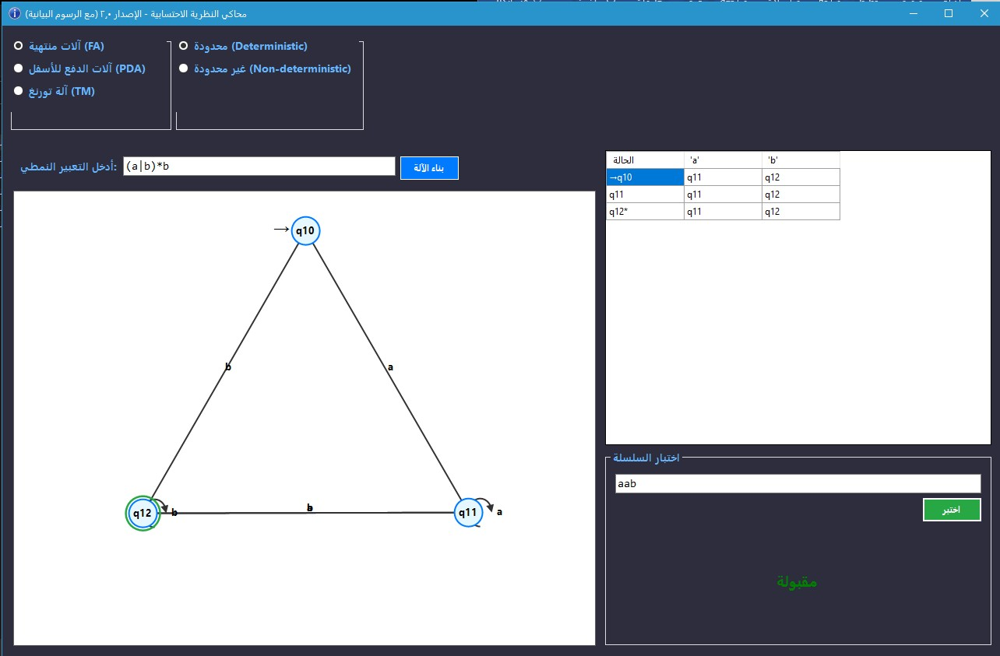 محاكي النظرية الاحتسابية - الإصدار ٢,٠ (مع الرسوم البيانية)
آلات منتهية (FA)
آلات الدفع للأسفل (PDA)
آلة تورنغ (TM)
محدودة (Deterministic)
غير محدودة (Non-deterministic)
أدخل التعبير النمطي:
(a|b)*b
بناء الآلة
→ q10
b
a
q12
b
b
q11
a
الحالة 'a' 'b'
→q10 q11 q12
q11 q11 q12
q12* q11 q12
اختبار السلسلة
aab
اختبر
مقبولة